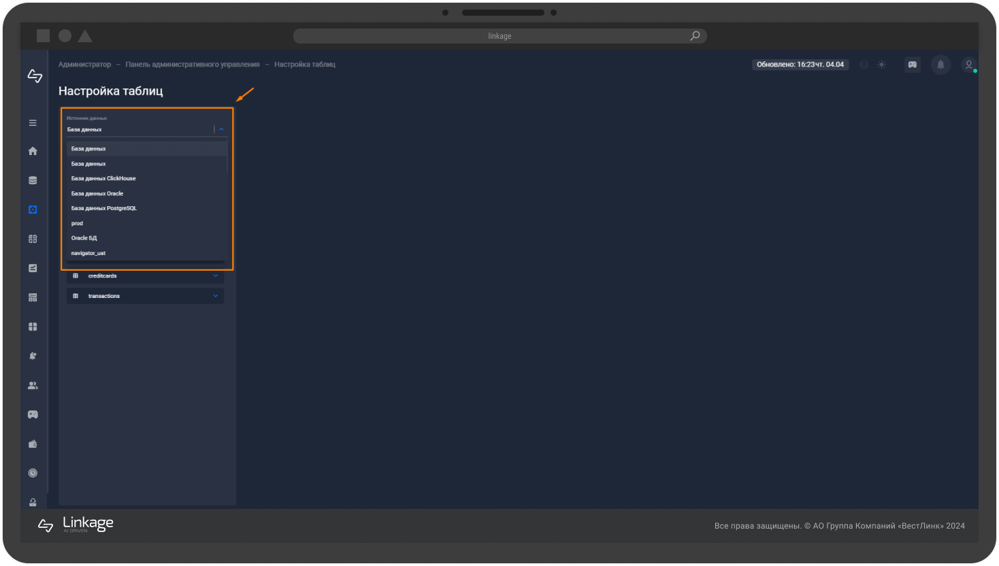 linkage
Администратор – Панель административного управления – Настройка таблиц
Обновлено: 16:23 чт. 04.04
Настройка таблиц
Источник данных
База данных
База данных
База данных
База данных ClickHouse
База данных Oracle
База данных PostgreSQL
prod
Oracle БД
navigator_uat
creditcards
transactions
Linkage
AI DRIVEN
Все права защищены. © АО Группа Компаний «ВестЛинк» 2024